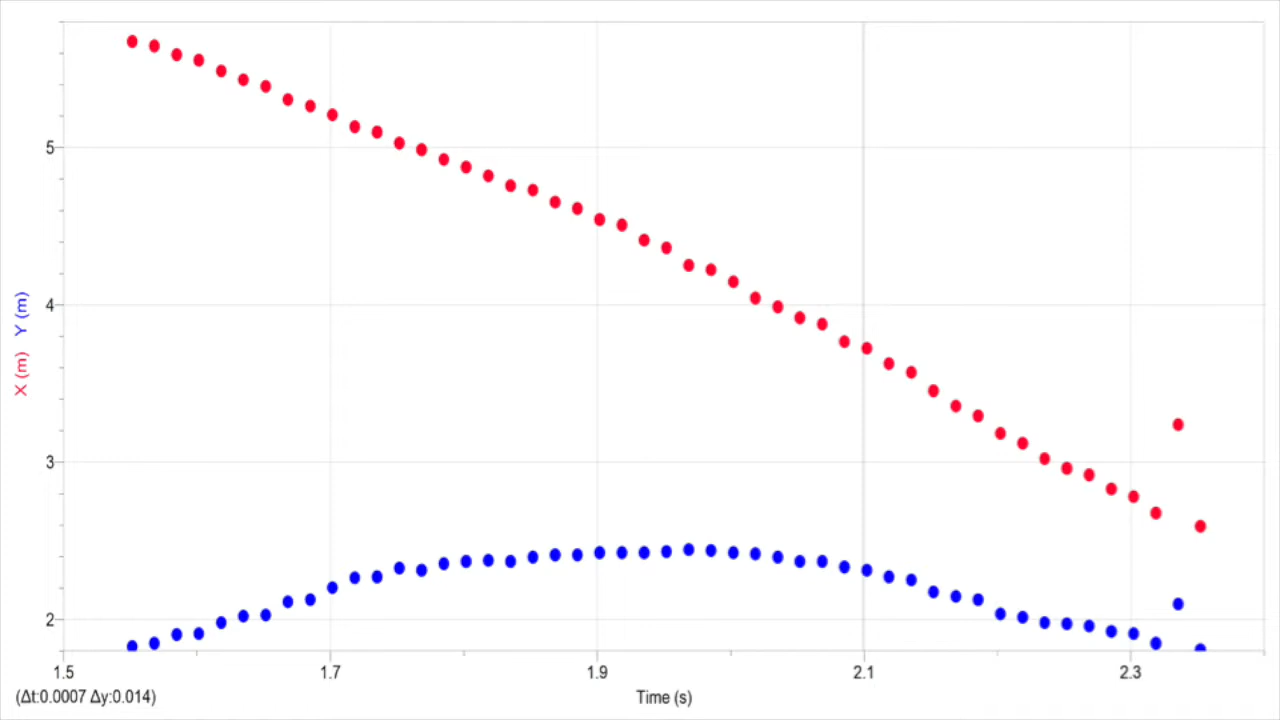 5
4
3
2
X (m) Y (m)
1.5 1.7 1.9 2.1 2.3
(Δt:0.0007 Δy:0.014) Time (s)